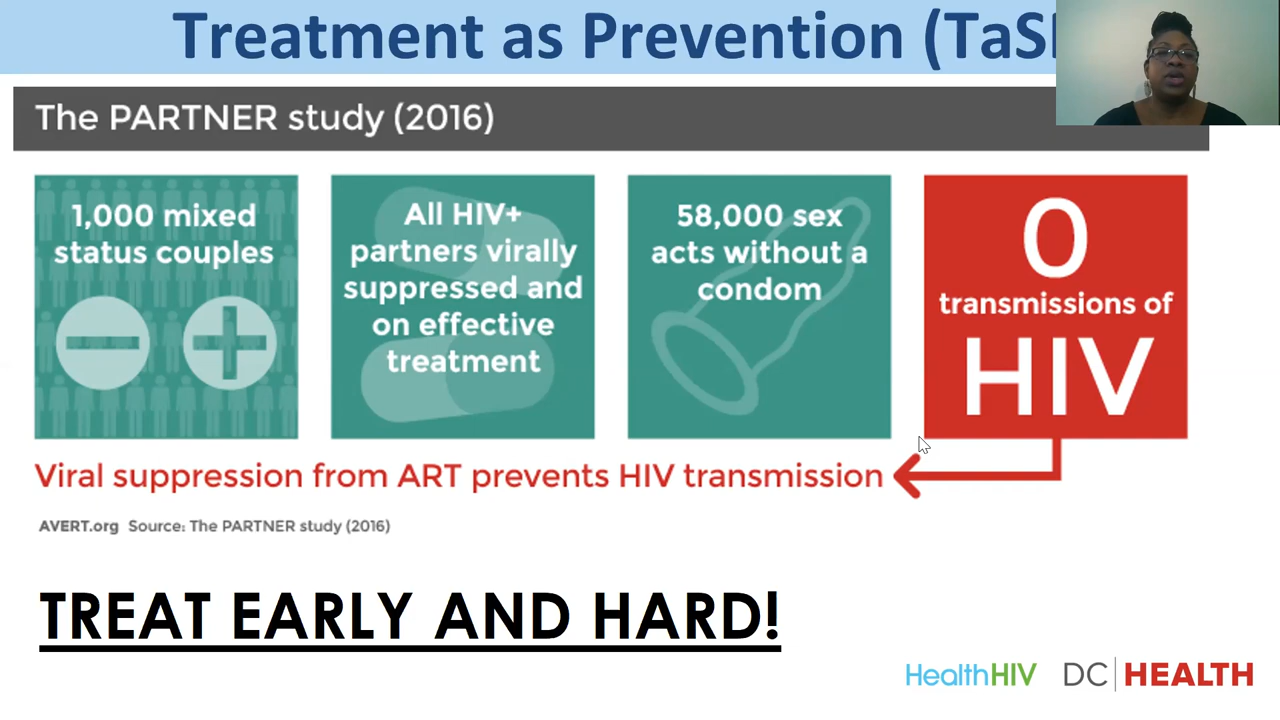 Treatment as Prevention (TaS
The PARTNER study (2016)
1,000 mixed
status couples
All HIV+
partners virally
suppressed and
on effective
treatment
58,000 sex
acts without a
condom
0
transmissions of
HIV
Viral suppression from ART prevents HIV transmission
AVERT.org Source: The PARTNER study (2016)
TREAT EARLY AND HARD!
HealthHIV DC HEALTH